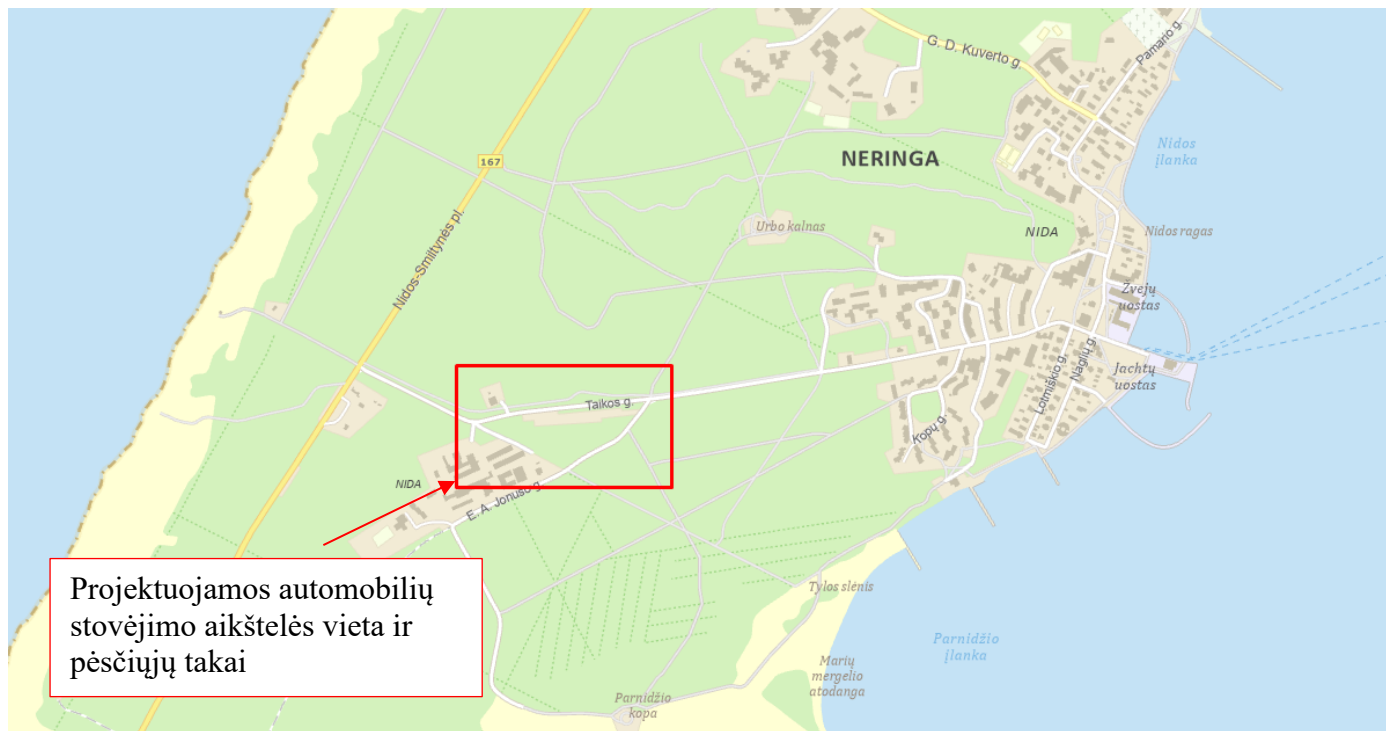 G. D. Kuverto g.
Pamario g.
Nidos
įlanka
NERINGA
167
Urbo kalnas
NIDA
Nidos ragas
Nidos-Smiltynės pl.
Žvejų
uostas
Jachtų
uostas
Lotmiškio g.
Naglių g.
Taikos g.
Kopų g.
NIDA
E. A. Jonušo g.
Projektuojamos automobilių
stovėjimo aikštelės vieta ir
pėsčiųjų takai
Tylos slėnis
Parnidžio
įlanka
Marių
mergelio
atodanga
Parnidžio
kopa